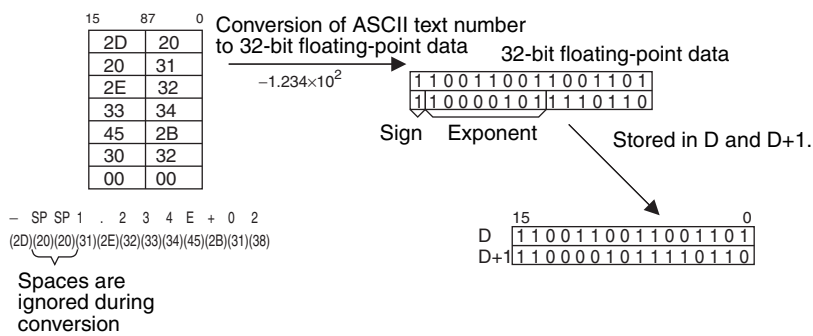 15 87 0
2D 20
20 31
2E 32
33 34
45 2B
30 32
00 00
Conversion of ASCII text number
to 32-bit floating-point data
−1.234×10²
32-bit floating-point data
1 1 0 0 1 1 0 0 1 1 0 0 1 1 0 1
1 1 0 0 0 0 1 0 1 1 1 1 0 1 1 0
Sign Exponent
Stored in D and D+1.
15 0
D 1 1 0 0 1 1 0 0 1 1 0 0 1 1 0 1
D+1 1 1 0 0 0 0 1 0 1 1 1 1 0 1 1 0
– SP SP 1 . 2 3 4 E + 0 2
(2D)(20)(20)(31)(2E)(32)(33)(34)(45)(2B)(31)(38)
Spaces are
ignored during
conversion